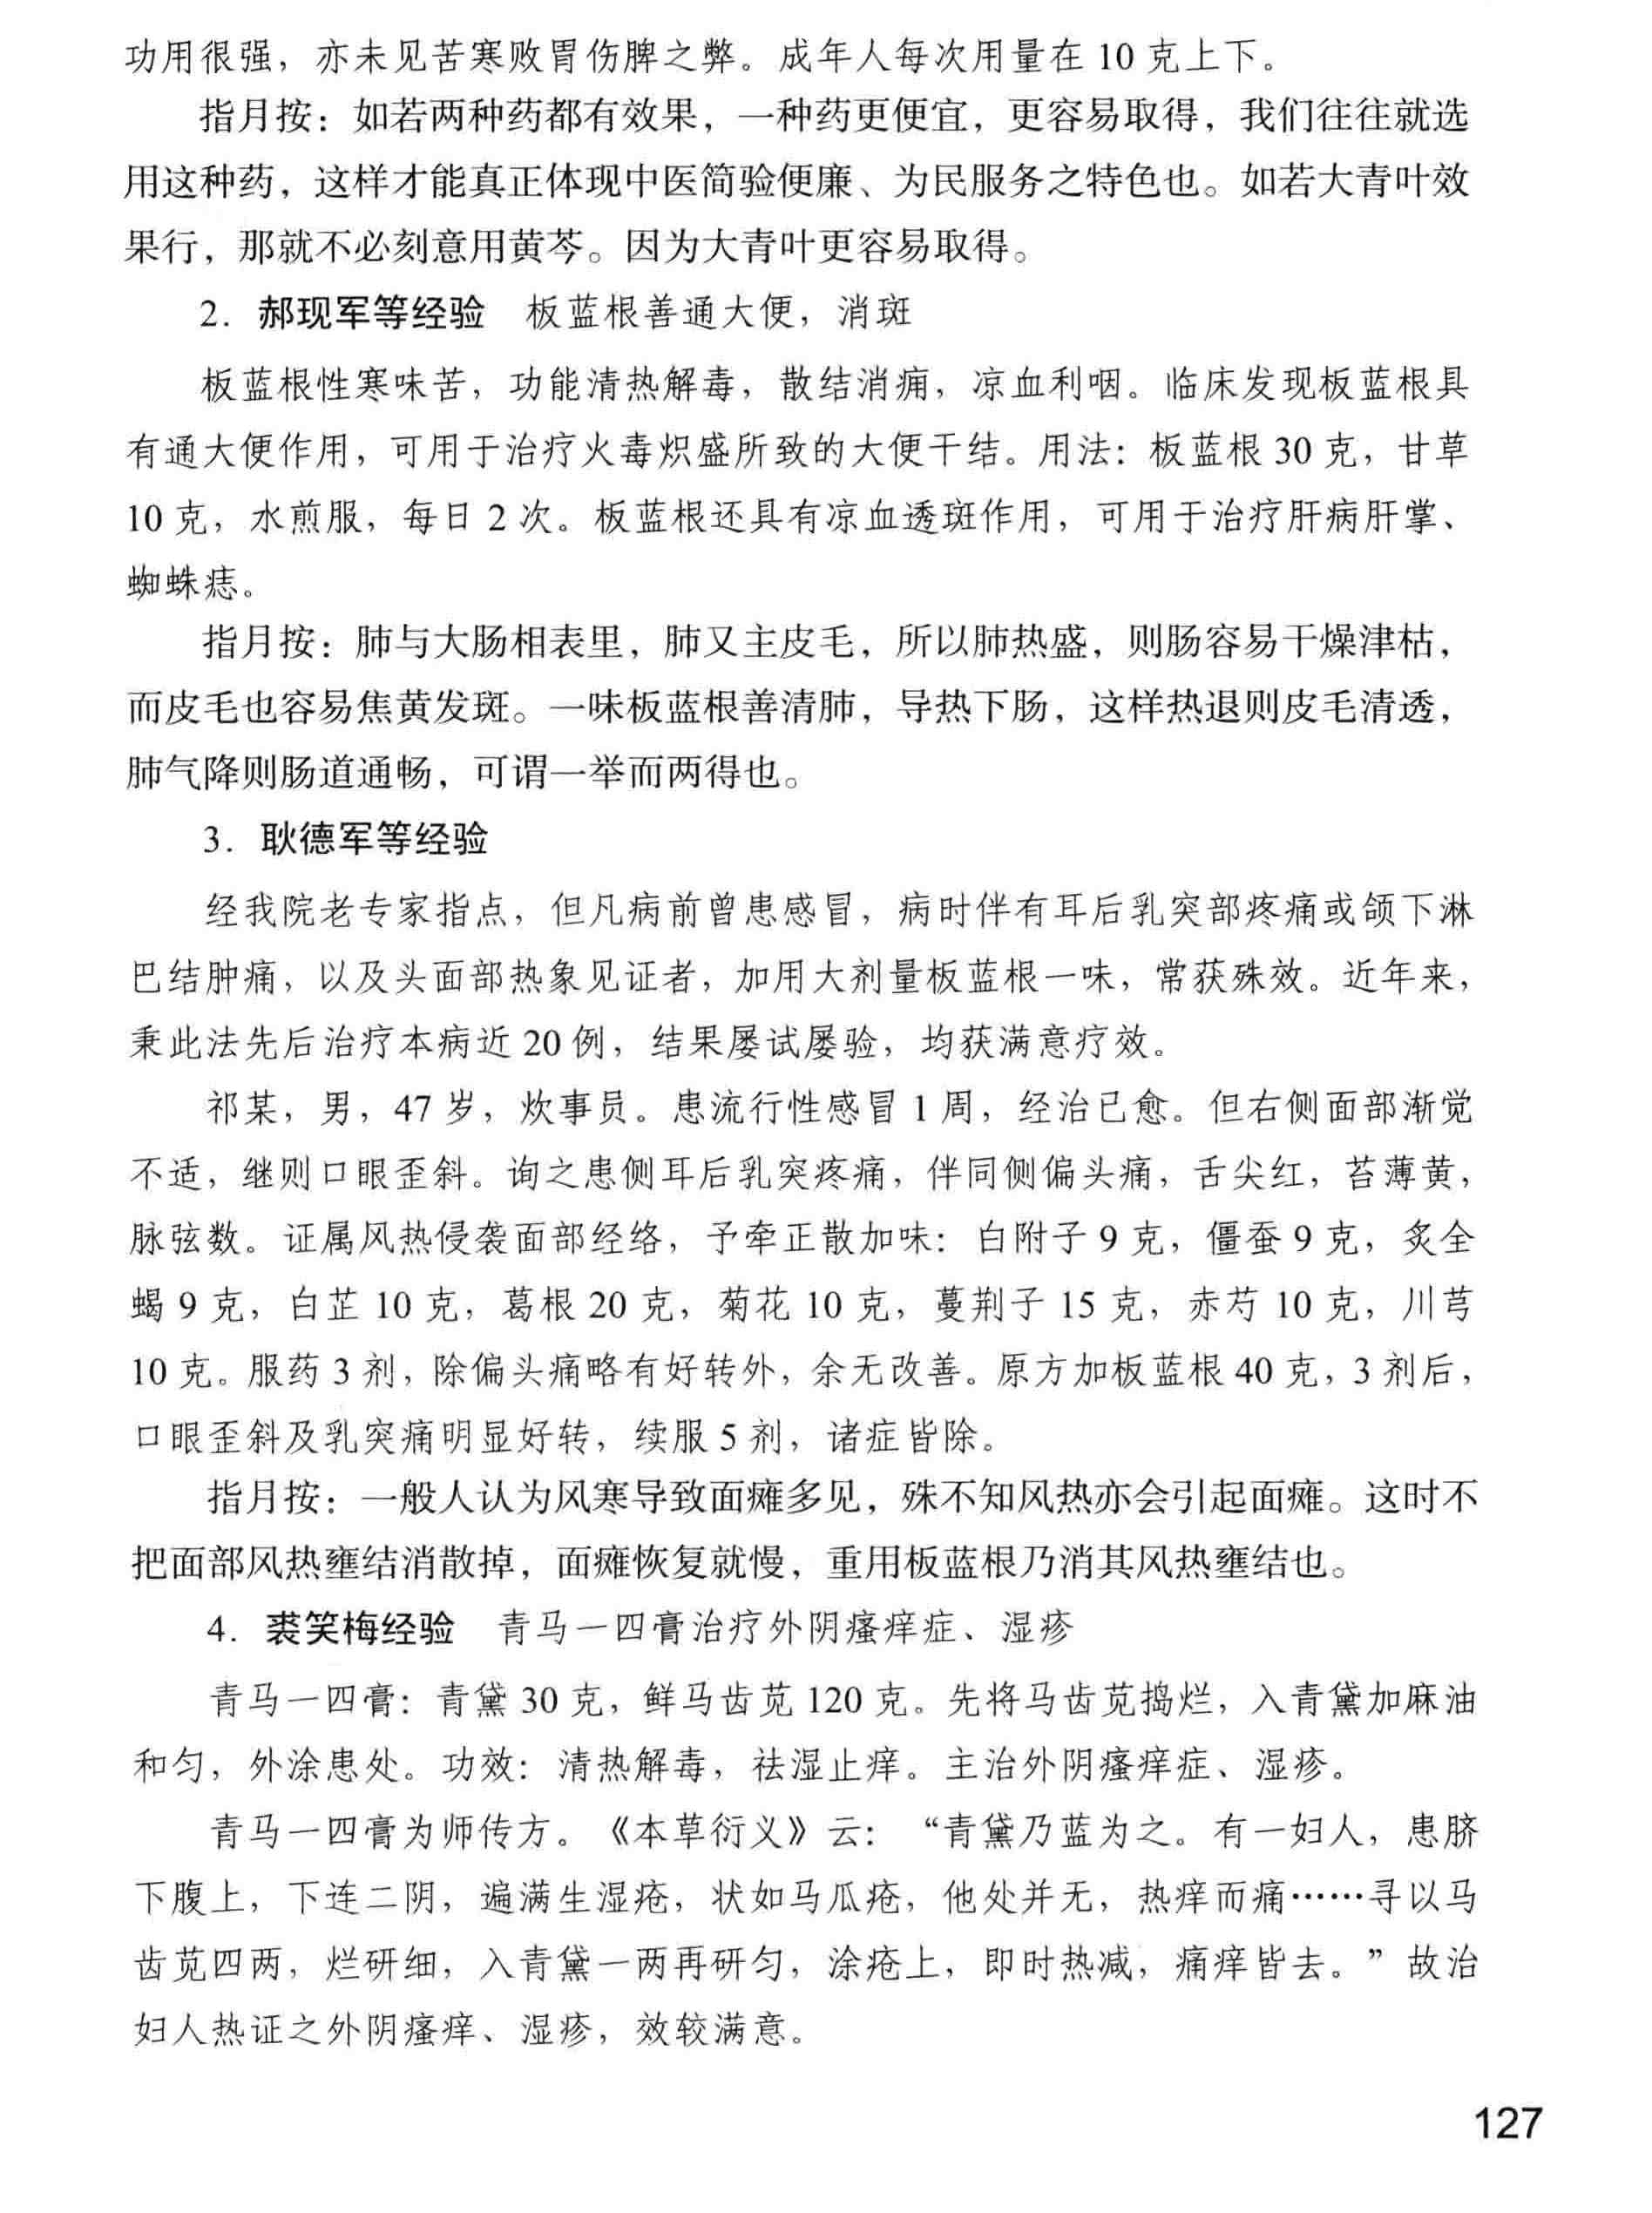 功用很强，亦未见苦寒败胃伤脾之弊。成年人每次用量在 10 克上下。
指月按：如若两种药都有效果，一种药更便宜，更容易取得，我们往往就选
用这种药，这样才能真正体现中医简验便廉、为民服务之特色也。如若大青叶效
果行，那就不必刻意用黄芩。因为大青叶更容易取得。
2．郝现军等经验　板蓝根善通大便，消斑
板蓝根性寒味苦，功能清热解毒，散结消痈，凉血利咽。临床发现板蓝根具
有通大便作用，可用于治疗火毒炽盛所致的大便干结。用法：板蓝根 30 克，甘草
10 克，水煎服，每日 2 次。板蓝根还具有凉血透斑作用，可用于治疗肝病肝掌、
蜘蛛痣。
指月按：肺与大肠相表里，肺又主皮毛，所以肺热盛，则肠容易干燥津枯，
而皮毛也容易焦黄发斑。一味板蓝根善清肺，导热下肠，这样热退则皮毛清透，
肺气降则肠道通畅，可谓一举而两得也。
3．耿德军等经验
经我院老专家指点，但凡病前曾患感冒，病时伴有耳后乳突部疼痛或颌下淋
巴结肿痛，以及头面部热象见证者，加用大剂量板蓝根一味，常获殊效。近年来，
秉此法先后治疗本病近 20 例，结果屡试屡验，均获满意疗效。
祁某，男，47 岁，炊事员。患流行性感冒 1 周，经治已愈。但右侧面部渐觉
不适，继则口眼歪斜。询之患侧耳后乳突疼痛，伴同侧偏头痛，舌尖红，苔薄黄，
脉弦数。证属风热侵袭面部经络，予牵正散加味：白附子 9 克，僵蚕 9 克，炙全
蝎 9 克，白芷 10 克，葛根 20 克，菊花 10 克，蔓荆子 15 克，赤芍 10 克，川芎
10 克。服药 3 剂，除偏头痛略有好转外，余无改善。原方加板蓝根 40 克，3 剂后，
口眼歪斜及乳突痛明显好转，续服 5 剂，诸症皆除。
指月按：一般人认为风寒导致面瘫多见，殊不知风热亦会引起面瘫。这时不
把面部风热壅结消散掉，面瘫恢复就慢，重用板蓝根乃消其风热壅结也。
4．裘笑梅经验　青马一四膏治疗外阴瘙痒症、湿疹
青马一四膏：青黛 30 克，鲜马齿苋 120 克。先将马齿苋捣烂，入青黛加麻油
和匀，外涂患处。功效：清热解毒，祛湿止痒。主治外阴瘙痒症、湿疹。
青马一四膏为师传方。《本草衍义》云：“青黛乃蓝为之。有一妇人，患脐
下腹上，下连二阴，遍满生湿疮，状如马瓜疮，他处并无，热痒而痛……寻以马
齿苋四两，烂研细，入青黛一两再研匀，涂疮上，即时热减，痛痒皆去。”故治
妇人热证之外阴瘙痒、湿疹，效较满意。
127